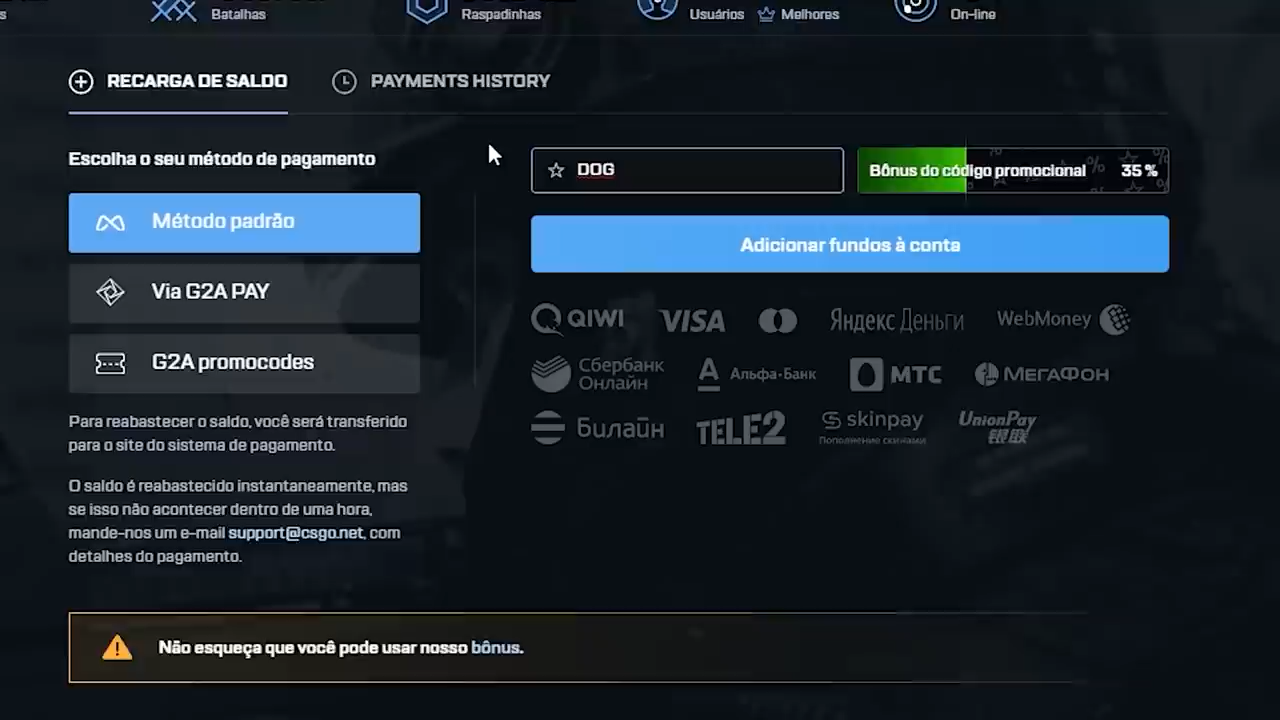 Batalhas
Raspadinhas
Usuários
Melhores
On-line
RECARGA DE SALDO
PAYMENTS HISTORY
Escolha o seu método de pagamento
DOG
Bônus do código promocional 35 %
Método padrão
Adicionar fundos à conta
Via G2A PAY
G2A promocodes
QIWI VISA Яндекс Деньги WebMoney
Сбербанк
Онлайн
Альфа·Банк
МТС
МЕГАФОН
Билайн
TELE2
skinpay
Пополнение скинами
UnionPay
银联
Para reabastecer o saldo, você será transferido
para o site do sistema de pagamento.
O saldo é reabastecido instantaneamente, mas
se isso não acontecer dentro de uma hora,
mande-nos um e-mail support@csgo.net, com
detalhes do pagamento.
Não esqueça que você pode usar nosso bônus.